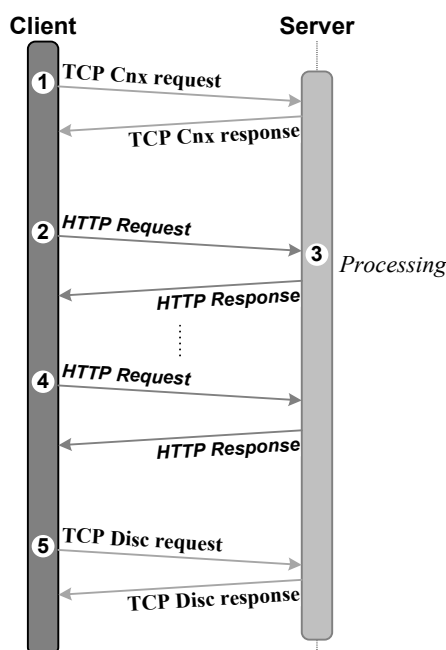 Client
Server
1
TCP Cnx request
TCP Cnx response
2
HTTP Request
3
Processing
HTTP Response
4
HTTP Request
HTTP Response
5
TCP Disc request
TCP Disc response